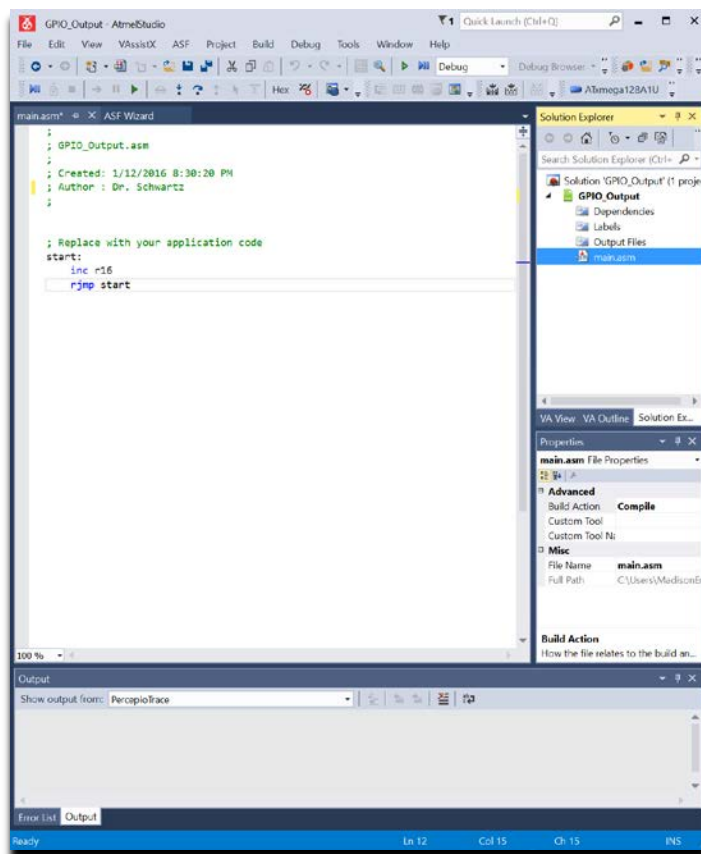 GPIO_Output - AtmelStudio
1
Quick Launch (Ctrl+Q)
File Edit View VAssistX ASF Project Build Debug Tools Window Help
Debug
Debug Browser
Hex
ATxmega128A1U
main.asm*
ASF Wizard
;
; GPIO_Output.asm
;
; Created: 1/12/2016 8:30:20 PM
; Author : Dr. Schwartz
;
; Replace with your application code
start:
inc r16
rjmp start
100 %
Solution Explorer
Search Solution Explorer (Ctrl+
Solution 'GPIO_Output' (1 proje
GPIO_Output
Dependencies
Labels
Output Files
main.asm
VA View VA Outline Solution Ex...
Properties
main.asm File Properties
Advanced
Build Action Compile
Custom Tool
Custom Tool Na
Misc
File Name main.asm
Full Path C:\Users\MadisonE
Build Action
How the file relates to the build an...
Output
Show output from: PercepioTrace
Error List Output
Ready Ln 12 Col 15 Ch 15 INS